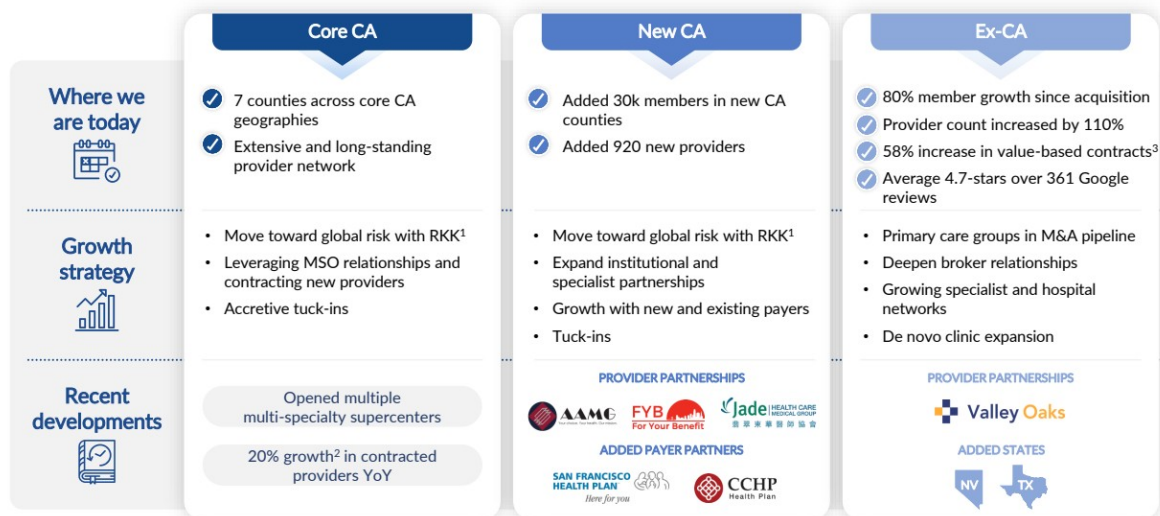 Core CA
New CA
Ex-CA
Where we
are today
7 counties across core CA
geographies
Extensive and long-standing
provider network
Added 30k members in new CA
counties
Added 920 new providers
80% member growth since acquisition
Provider count increased by 110%
58% increase in value-based contracts³
Average 4.7-stars over 361 Google
reviews
Growth
strategy
• Move toward global risk with RKK¹
• Leveraging MSO relationships and
contracting new providers
• Accretive tuck-ins
• Move toward global risk with RKK¹
• Expand institutional and
specialist partnerships
• Growth with new and existing payers
• Tuck-ins
• Primary care groups in M&A pipeline
• Deepen broker relationships
• Growing specialist and hospital
networks
• De novo clinic expansion
Recent
developments
Opened multiple
multi-specialty supercenters
20% growth² in contracted
providers YoY
PROVIDER PARTNERSHIPS
AAMG
FYB
For Your Benefit
Jade HEALTH CARE
MEDICAL GROUP
翡翠東華醫師協會
ADDED PAYER PARTNERS
SAN FRANCISCO
HEALTH PLAN
Here for you
CCHP
Health Plan
PROVIDER PARTNERSHIPS
Valley Oaks
ADDED STATES
NV
TX